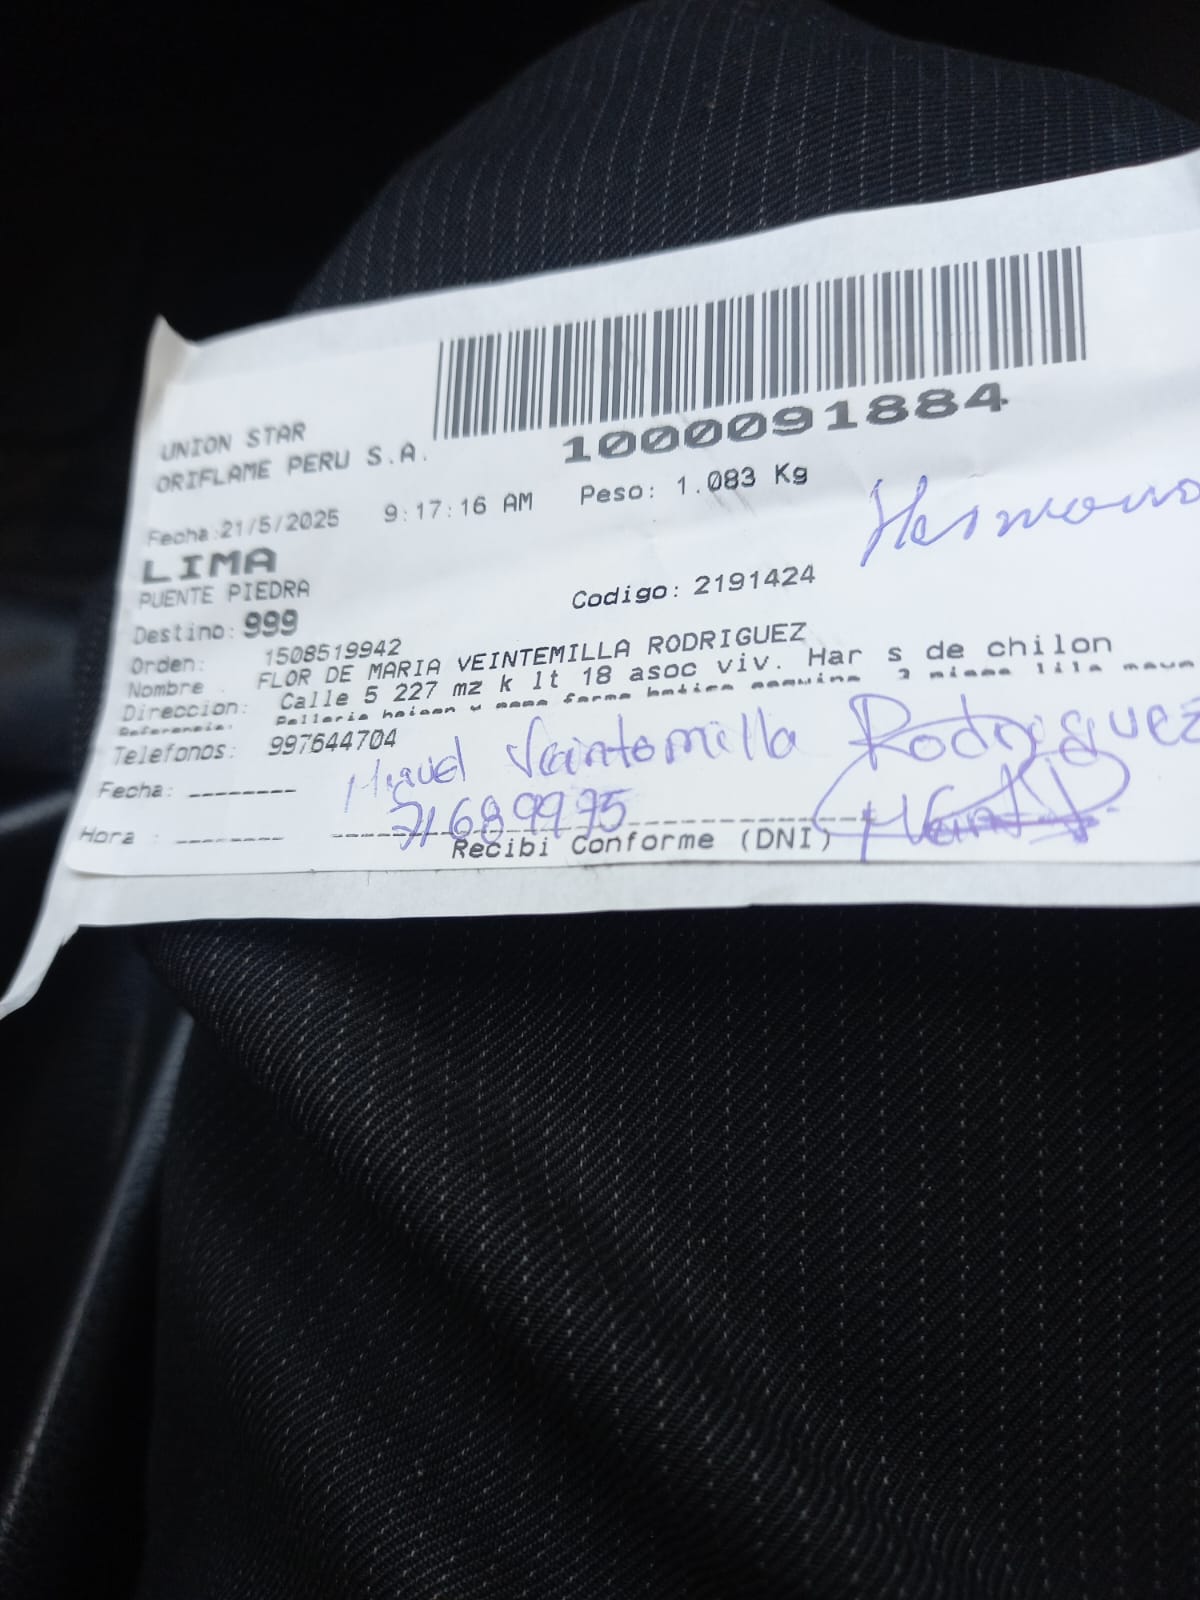 1000091884
UNION STAR
ORIFLAME PERU S.A.
Fecha:21/5/2025 9:17:16 AM Peso: 1.083 Kg
Hermano
LIMA
PUENTE PIEDRA
Destino: 999 Codigo: 2191424
Orden: 1508519942
Nombre . FLOR DE MARIA VEINTEMILLA RODRIGUEZ
Direccion: Calle 5 227 mz k lt 18 asoc viv. Har s de chilon
Referencia:
Telefonos: 997644704
Miguel Veintemilla Rodriguez
Fecha: --------
71689975
Hora : --------
Recibi Conforme (DNI)